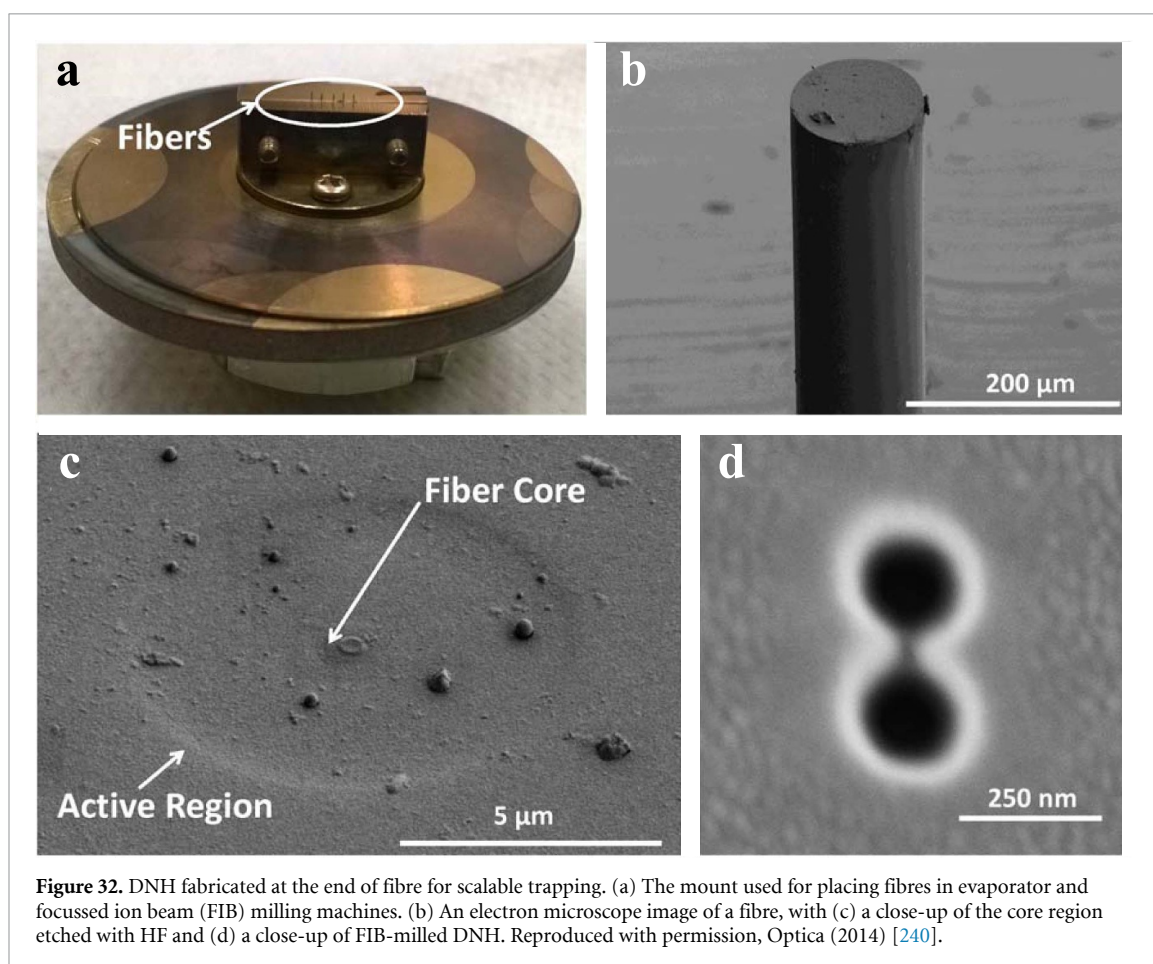 a
Fibers
b
200 μm
c
Fiber Core
Active Region
5 μm
d
250 nm
Figure 32. DNH fabricated at the end of fibre for scalable trapping. (a) The mount used for placing fibres in evaporator and
focussed ion beam (FIB) milling machines. (b) An electron microscope image of a fibre, with (c) a close-up of the core region
etched with HF and (d) a close-up of FIB-milled DNH. Reproduced with permission, Optica (2014) [240].